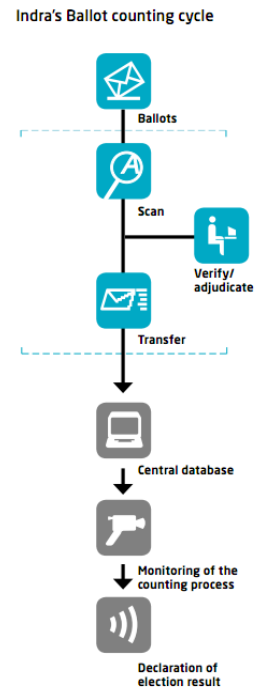 Indra's Ballot counting cycle
Ballots
A
Scan
Verify/
adjudicate
Transfer
Central database
Monitoring of the
counting process
Declaration of
election result